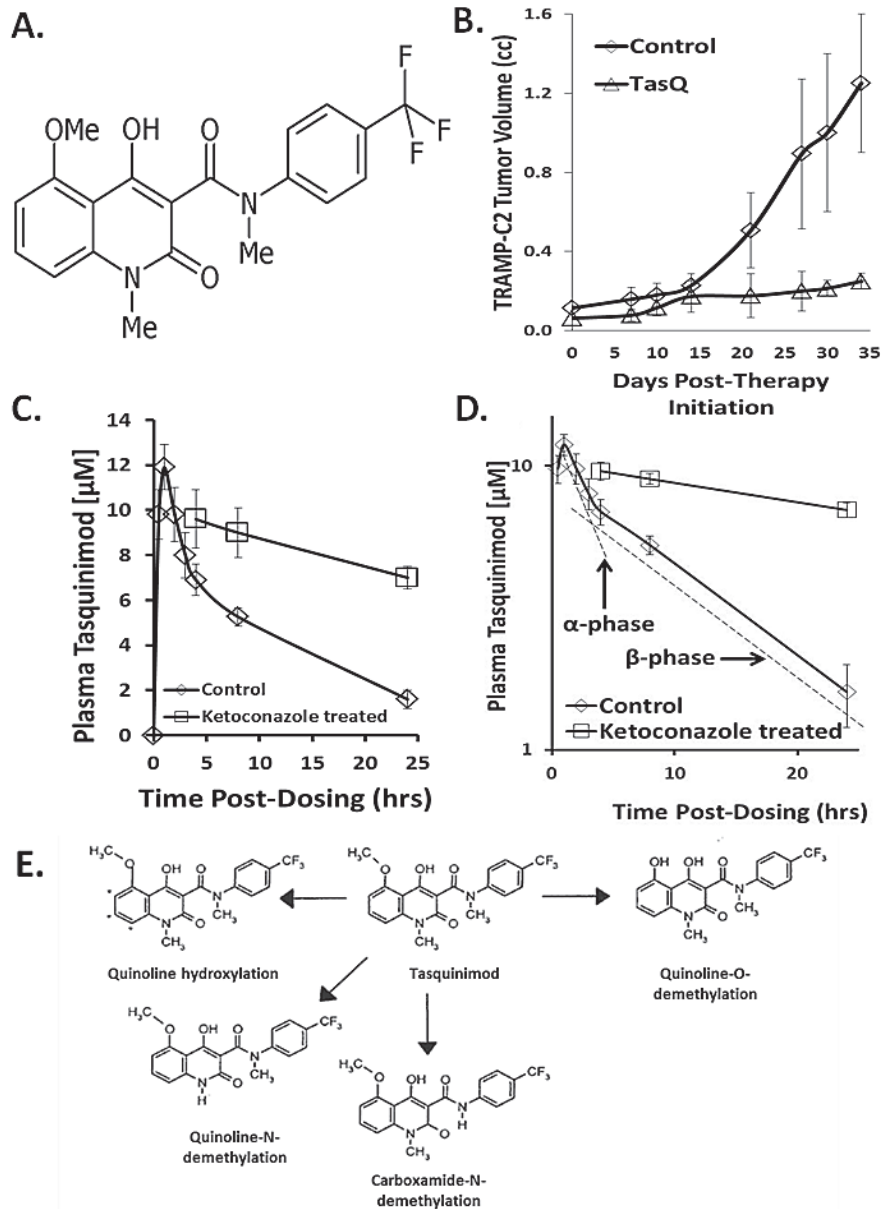 A.
OMe
OH
O
F
F
F
N
Me
N
Me
O
B.
1.6
1.2
0.8
0.4
0.0
TRAMP-C2 Tumor Volume (cc)
Control
TasQ
0 5 10 15 20 25 30 35
Days Post-Therapy
Initiation
C.
14
12
10
8
6
4
2
0
Plasma Tasquinimod [µM]
Control
Ketoconazole treated
0 5 10 15 20 25
Time Post-Dosing (hrs)
D.
10
1
Plasma Tasquinimod [µM]
α-phase
β-phase
Control
Ketoconazole treated
0 10 20
Time Post-Dosing (hrs)
E.
H₃C
O
OH
O
CF₃
N
CH₃
N
O
CH₃
*
*
Quinoline hydroxylation
H₃C
O
OH
O
CF₃
N
CH₃
N
O
CH₃
Tasquinimod
OH
OH
O
CF₃
N
CH₃
N
O
CH₃
Quinoline-O-
demethylation
H₃C
O
OH
O
CF₃
N
CH₃
N
H
O
Quinoline-N-
demethylation
H₃C
O
OH
O
CF₃
N
H
N
O
CH₃
Carboxamide-N-
demethylation